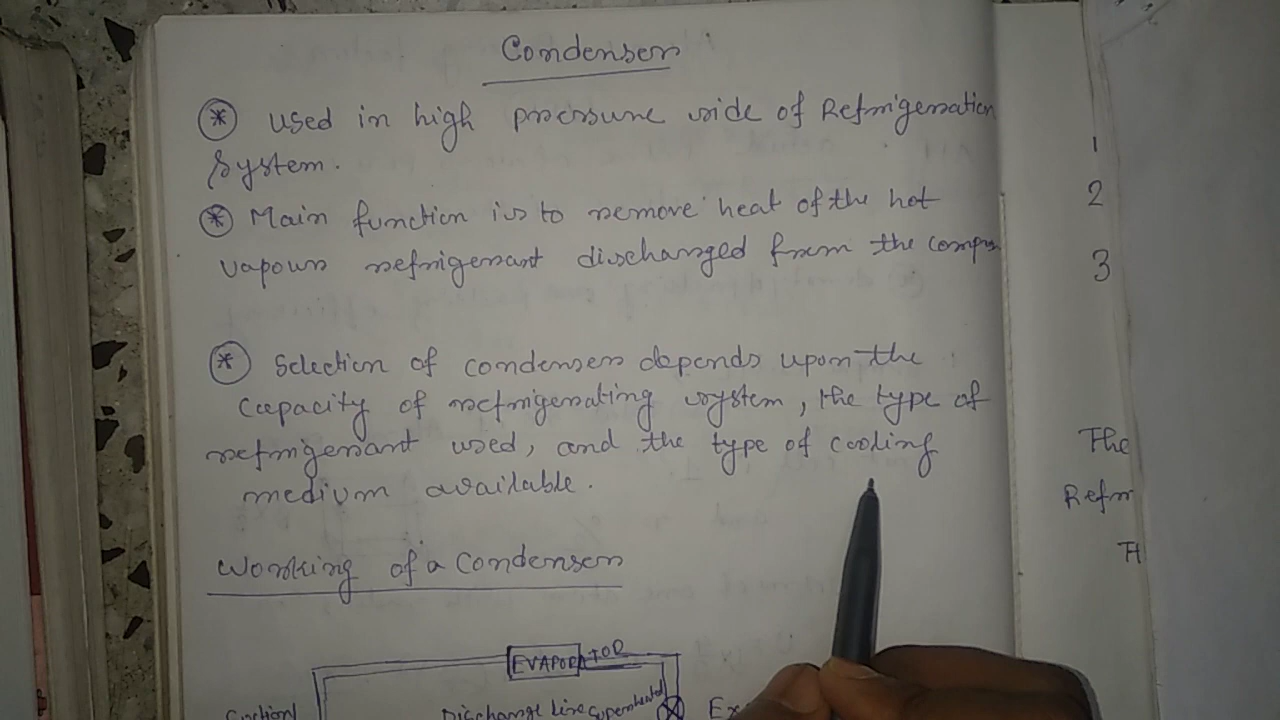 Condenser
* used in high pressure side of Refrigeration
System.
* Main function is to remove heat of the hot
vapour refrigerant discharged from the compr
* Selection of condenser depends upon the
capacity of refrigerating system, the type of
refrigerant used, and the type of cooling
medium available.
Working of a Condenser
EVAPORATOR
Suction
Discharge line superheated
Ex
1
2
3
The
Refr